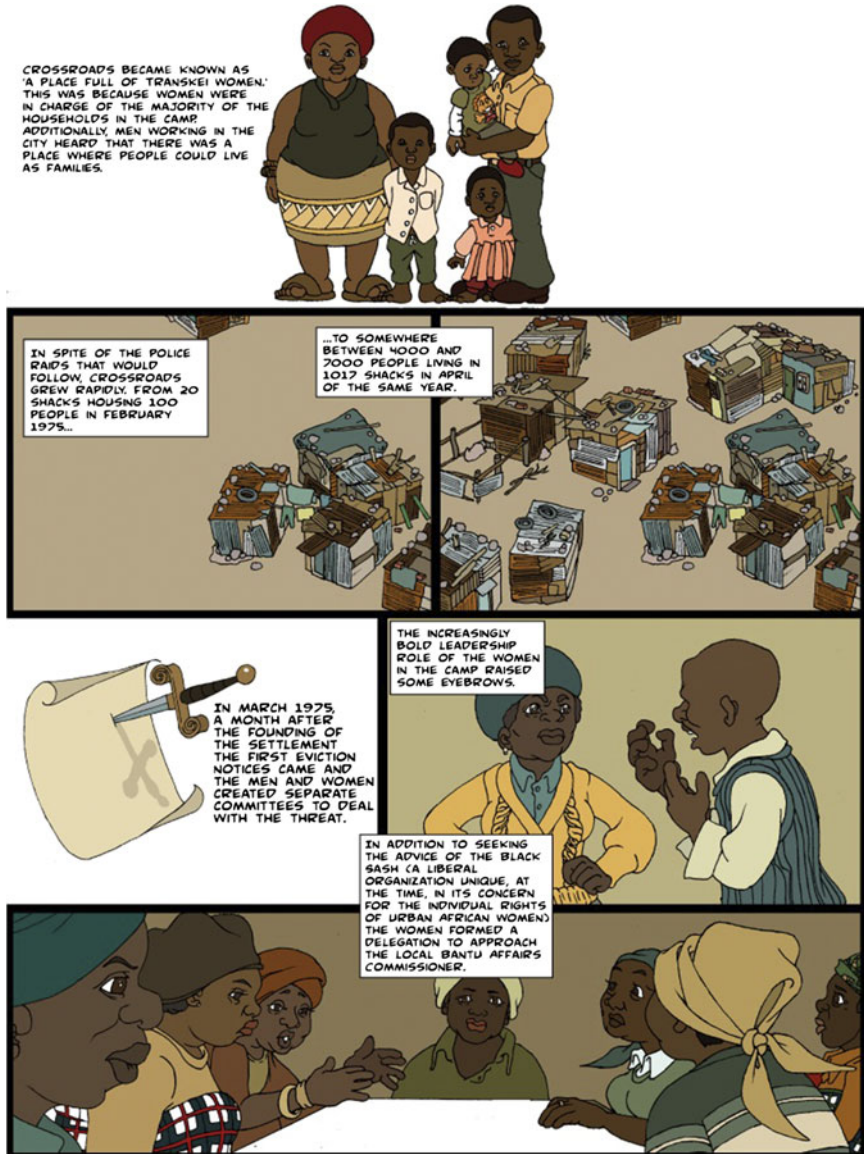 CROSSROADS BECAME KNOWN AS
'A PLACE FULL OF TRANSKEI WOMEN.'
THIS WAS BECAUSE WOMEN WERE
IN CHARGE OF THE MAJORITY OF THE
HOUSEHOLDS IN THE CAMP.
ADDITIONALLY, MEN WORKING IN THE
CITY HEARD THAT THERE WAS A
PLACE WHERE PEOPLE COULD LIVE
AS FAMILIES.
IN SPITE OF THE POLICE
RAIDS THAT WOULD
FOLLOW, CROSSROADS
GREW RAPIDLY. FROM 20
SHACKS HOUSING 100
PEOPLE IN FEBRUARY
1975...
...TO SOMEWHERE
BETWEEN 4000 AND
7000 PEOPLE LIVING IN
1017 SHACKS IN APRIL
OF THE SAME YEAR.
IN MARCH 1975,
A MONTH AFTER
THE FOUNDING OF
THE SETTLEMENT
THE FIRST EVICTION
NOTICES CAME AND
THE MEN AND WOMEN
CREATED SEPARATE
COMMITTEES TO DEAL
WITH THE THREAT.
THE INCREASINGLY
BOLD LEADERSHIP
ROLE OF THE WOMEN
IN THE CAMP RAISED
SOME EYEBROWS.
IN ADDITION TO SEEKING
THE ADVICE OF THE BLACK
SASH (A LIBERAL
ORGANIZATION UNIQUE, AT
THE TIME, IN ITS CONCERN
FOR THE INDIVIDUAL RIGHTS
OF URBAN AFRICAN WOMEN)
THE WOMEN FORMED A
DELEGATION TO APPROACH
THE LOCAL BANTU AFFAIRS
COMMISSIONER.